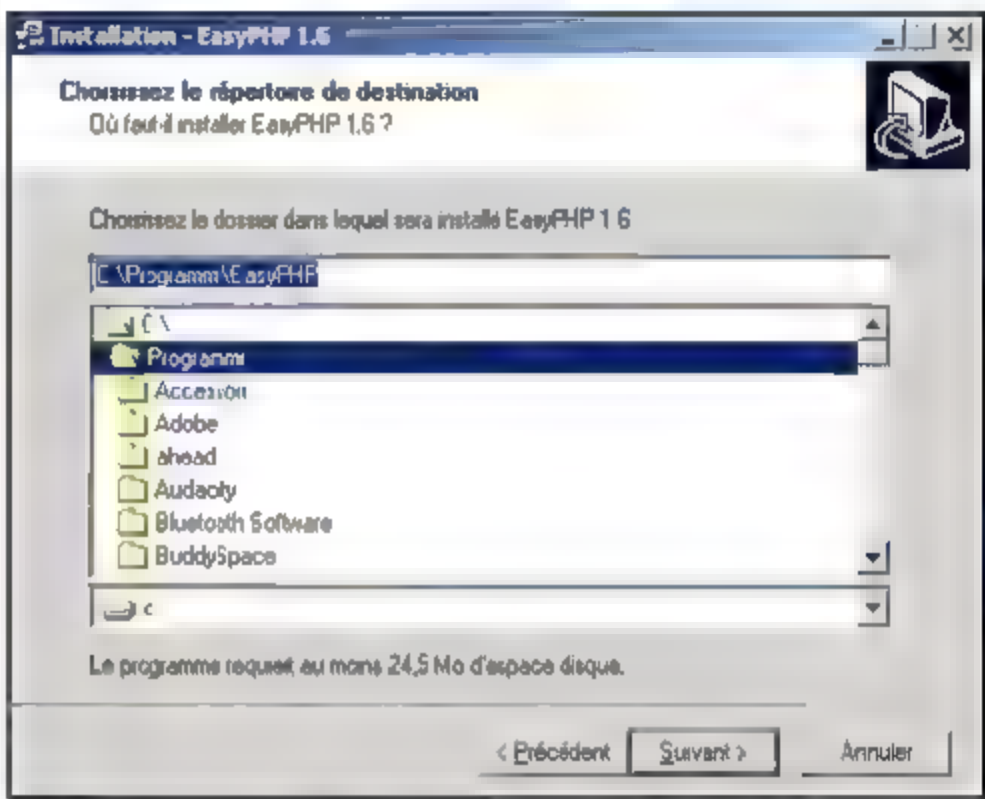 Installation - EasyPHP 1.6
Choisissez le répertoire de destination
Où faut-il installer EasyPHP 1.6 ?
Choisissez le dossier dans lequel sera installé EasyPHP 1.6
C:\Programmi\EasyPHP
C:\
Programmi
Accessori
Adobe
ahead
Audacity
Bluetooth Software
BuddySpace
c:
Le programme requiert au moins 24,5 Mo d'espace disque.
< Précédent
Suivant >
Annuler